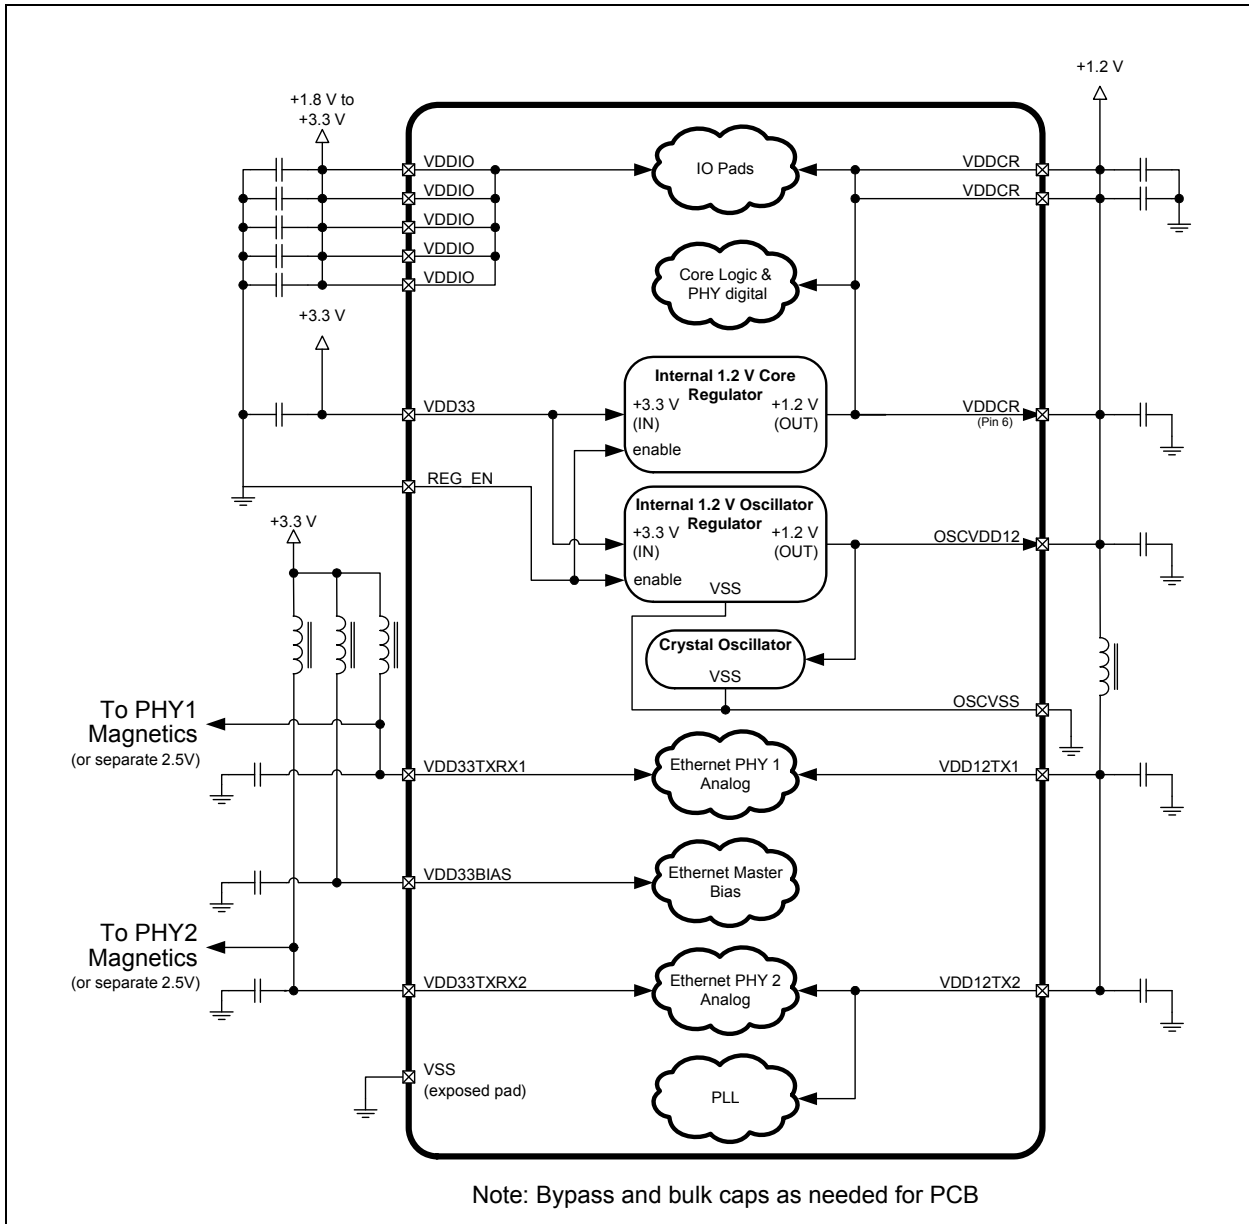 +1.2 V
+1.8 V to
+3.3 V
VDDIO
VDDIO
VDDIO
VDDIO
VDDIO
IO Pads
VDDCR
VDDCR
Core Logic &
PHY digital
+3.3 V
Internal 1.2 V Core
Regulator
+3.3 V
(IN)
+1.2 V
(OUT)
enable
VDD33
VDDCR
(Pin 6)
REG_EN
Internal 1.2 V Oscillator
Regulator
+3.3 V
(IN)
+1.2 V
(OUT)
enable
VSS
OSCVDD12
+3.3 V
Crystal Oscillator
VSS
OSCVSS
To PHY1
Magnetics
(or separate 2.5V)
VDD33TXRX1
Ethernet PHY 1
Analog
VDD12TX1
VDD33BIAS
Ethernet Master
Bias
To PHY2
Magnetics
(or separate 2.5V)
VDD33TXRX2
Ethernet PHY 2
Analog
VDD12TX2
VSS
(exposed pad)
PLL
Note: Bypass and bulk caps as needed for PCB